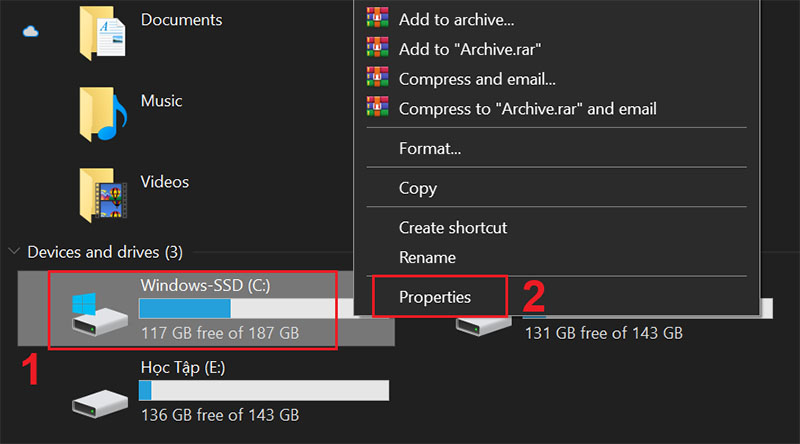 Documents
Music
Videos
Devices and drives (3)
Windows-SSD (C:)
117 GB free of 187 GB
1
Học Tập (E:)
136 GB free of 143 GB
Add to archive...
Add to "Archive.rar"
Compress and email...
Compress to "Archive.rar" and email
Format...
Copy
Create shortcut
Rename
Properties
2
131 GB free of 143 GB